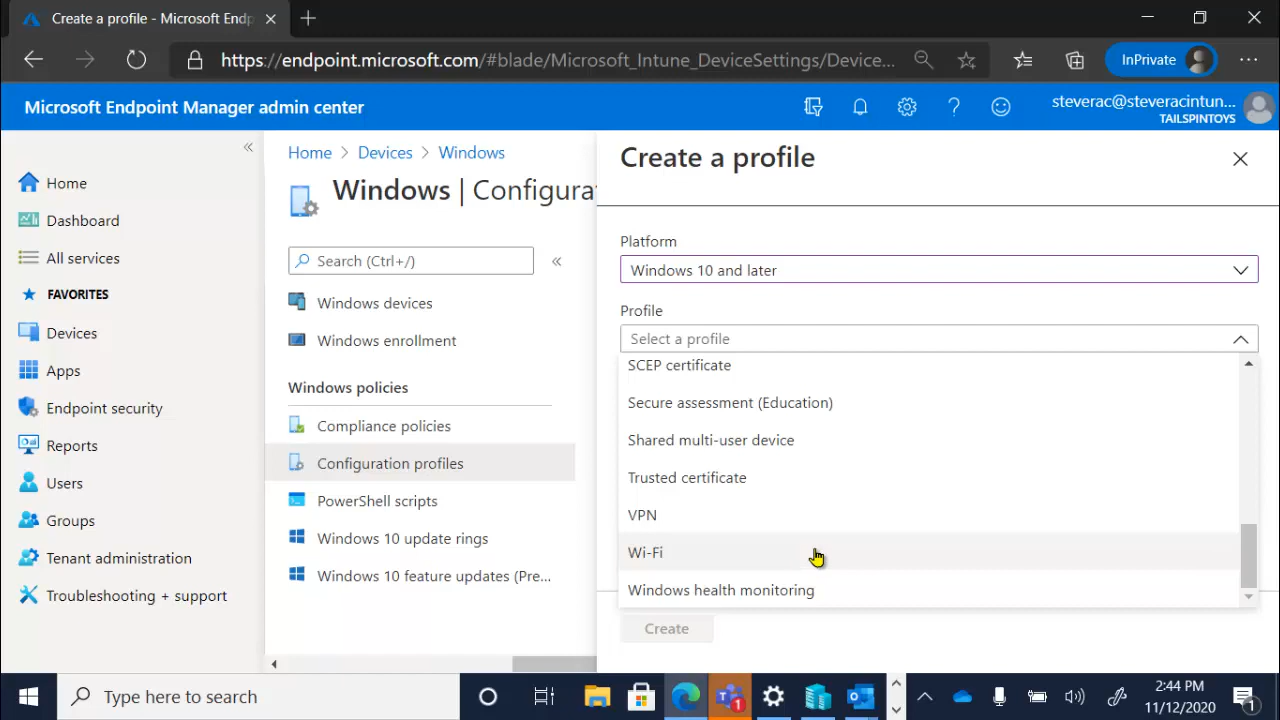 Create a profile - Microsoft Endp
https://endpoint.microsoft.com/#blade/Microsoft_Intune_DeviceSettings/Device...
InPrivate
Microsoft Endpoint Manager admin center
steverac@steveracintun...
TAILSPINTOYS
Home
Dashboard
All services
FAVORITES
Devices
Apps
Endpoint security
Reports
Users
Groups
Tenant administration
Troubleshooting + support
Home > Devices > Windows
Windows | Configura
Search (Ctrl+/)
Windows devices
Windows enrollment
Windows policies
Compliance policies
Configuration profiles
PowerShell scripts
Windows 10 update rings
Windows 10 feature updates (Pre...
Create a profile
Platform
Windows 10 and later
Profile
Select a profile
SCEP certificate
Secure assessment (Education)
Shared multi-user device
Trusted certificate
VPN
Wi-Fi
Windows health monitoring
Create
Type here to search
1
2:44 PM
11/12/2020
1